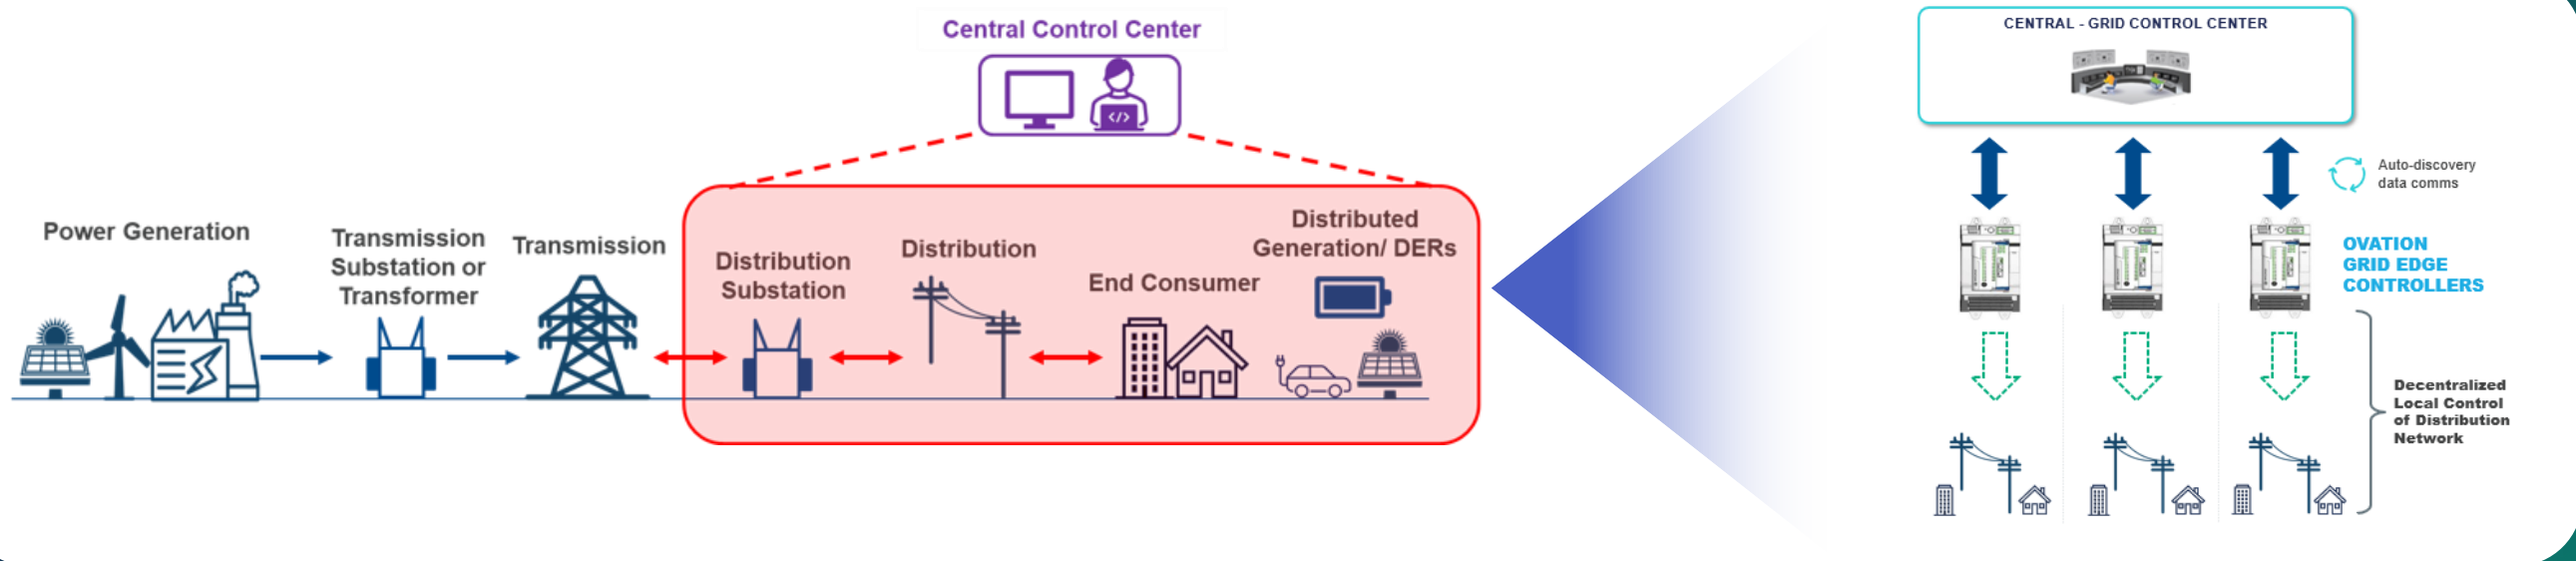 Central Control Center
</>
Power Generation
Transmission
Substation or
Transformer
Transmission
Distribution
Substation
Distribution
End Consumer
Distributed
Generation/ DERs
CENTRAL - GRID CONTROL CENTER
Auto-discovery
data comms
OVATION
GRID EDGE
CONTROLLERS
Decentralized
Local Control
of Distribution
Network